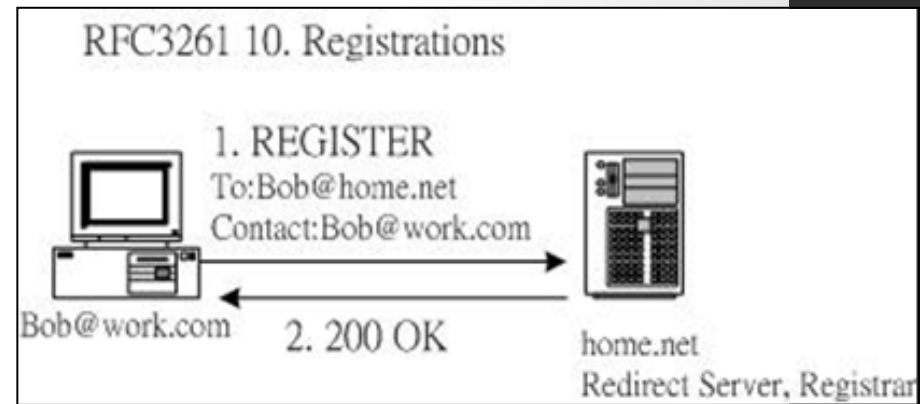 RFC3261 10. Registrations
1. REGISTER
To:Bob@home.net
Contact:Bob@work.com
Bob@work.com
2. 200 OK
home.net
Redirect Server, Registrar